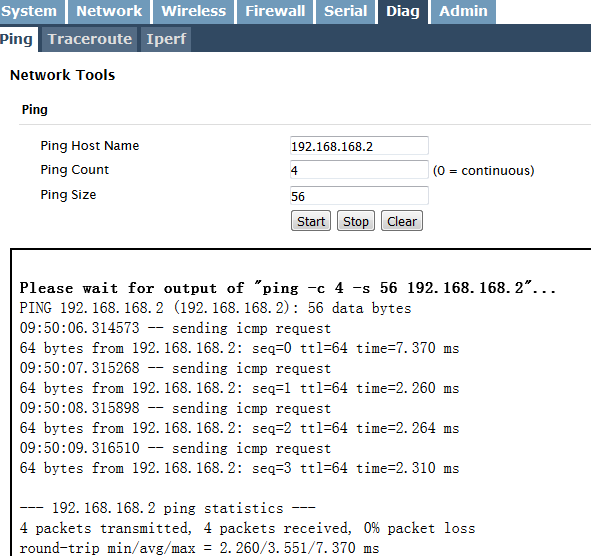 System Network Wireless Firewall Serial Diag Admin
Ping Traceroute Iperf
Network Tools
Ping
Ping Host Name 192.168.168.2
Ping Count 4 (0 = continuous)
Ping Size 56
Start Stop Clear
Please wait for output of "ping -c 4 -s 56 192.168.168.2"...
PING 192.168.168.2 (192.168.168.2): 56 data bytes
09:50:06.314573 -- sending icmp request
64 bytes from 192.168.168.2: seq=0 ttl=64 time=7.370 ms
09:50:07.315268 -- sending icmp request
64 bytes from 192.168.168.2: seq=1 ttl=64 time=2.260 ms
09:50:08.315898 -- sending icmp request
64 bytes from 192.168.168.2: seq=2 ttl=64 time=2.264 ms
09:50:09.316510 -- sending icmp request
64 bytes from 192.168.168.2: seq=3 ttl=64 time=2.310 ms
--- 192.168.168.2 ping statistics ---
4 packets transmitted, 4 packets received, 0% packet loss
round-trip min/avg/max = 2.260/3.551/7.370 ms